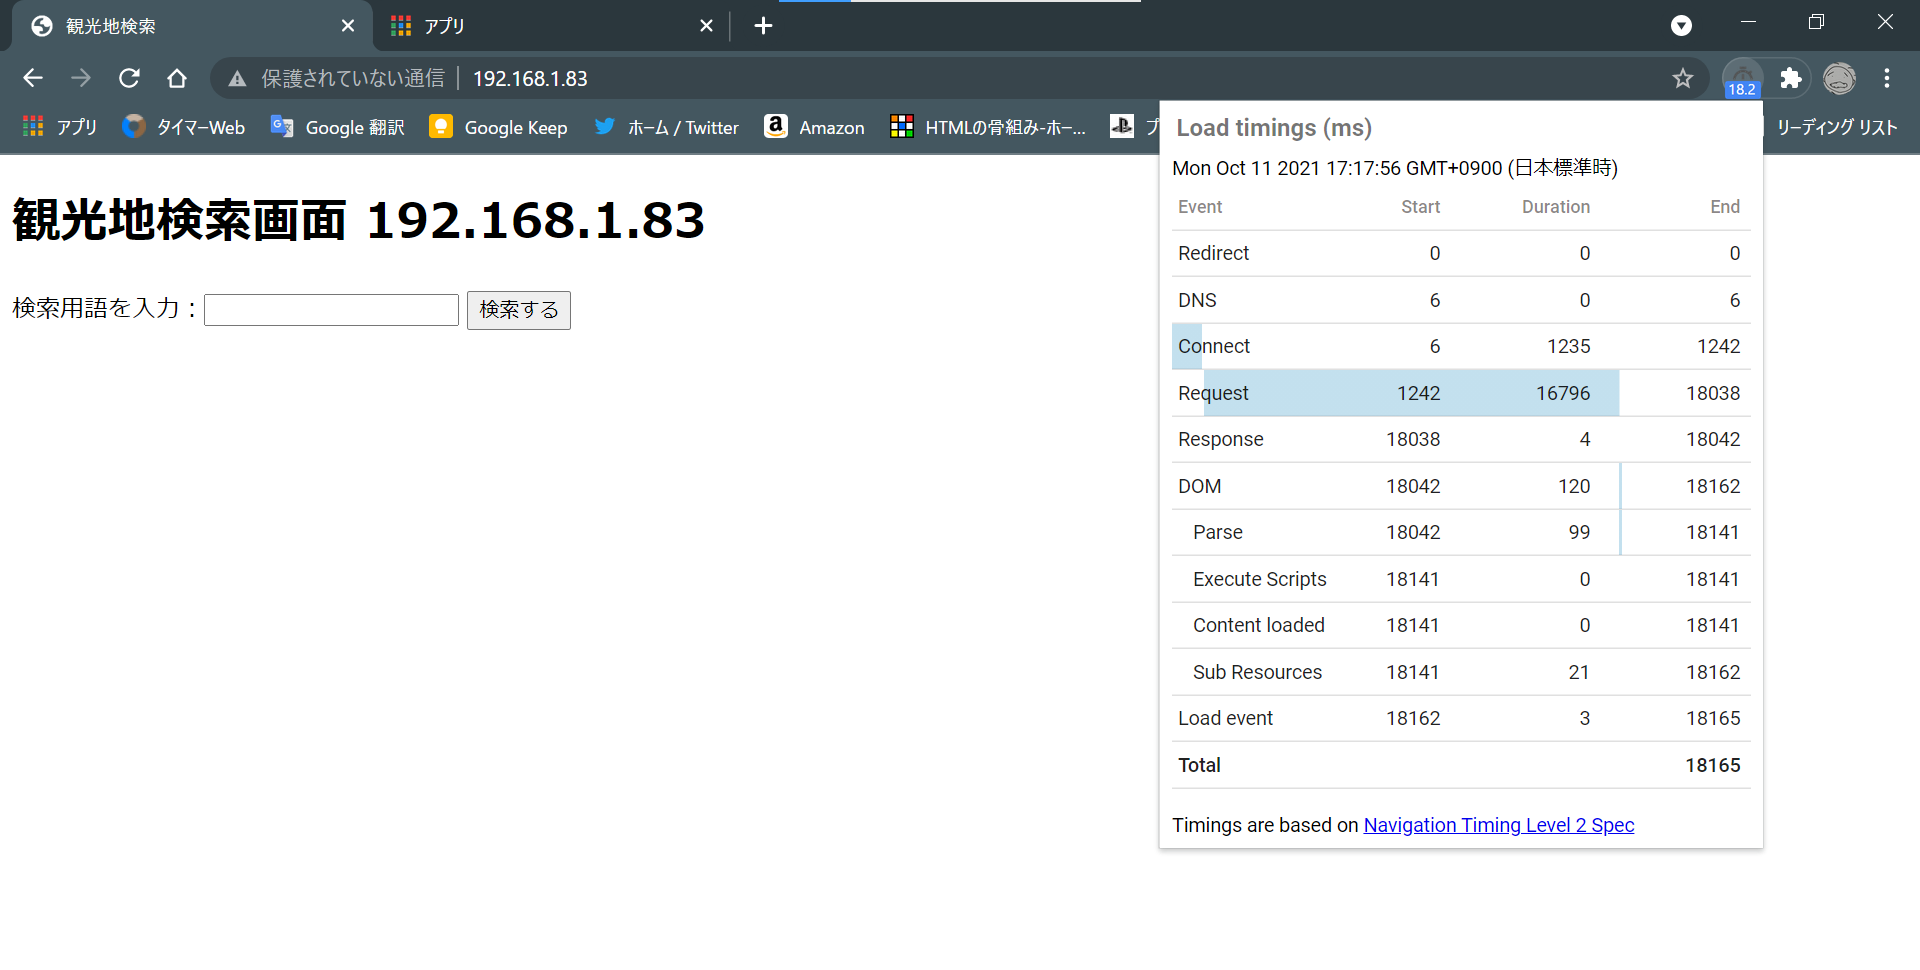 観光地検索
アプリ
保護されていない通信 | 192.168.1.83
18.2
アプリ タイマーWeb Google 翻訳 Google Keep ホーム / Twitter Amazon HTMLの骨組み-ホー... プ リーディング リスト
観光地検索画面 192.168.1.83
検索用語を入力：
検索する
Load timings (ms)
Mon Oct 11 2021 17:17:56 GMT+0900 (日本標準時)
Event Start Duration End
Redirect 0 0 0
DNS 6 0 6
Connect 6 1235 1242
Request 1242 16796 18038
Response 18038 4 18042
DOM 18042 120 18162
Parse 18042 99 18141
Execute Scripts 18141 0 18141
Content loaded 18141 0 18141
Sub Resources 18141 21 18162
Load event 18162 3 18165
Total 18165
Timings are based on Navigation Timing Level 2 Spec